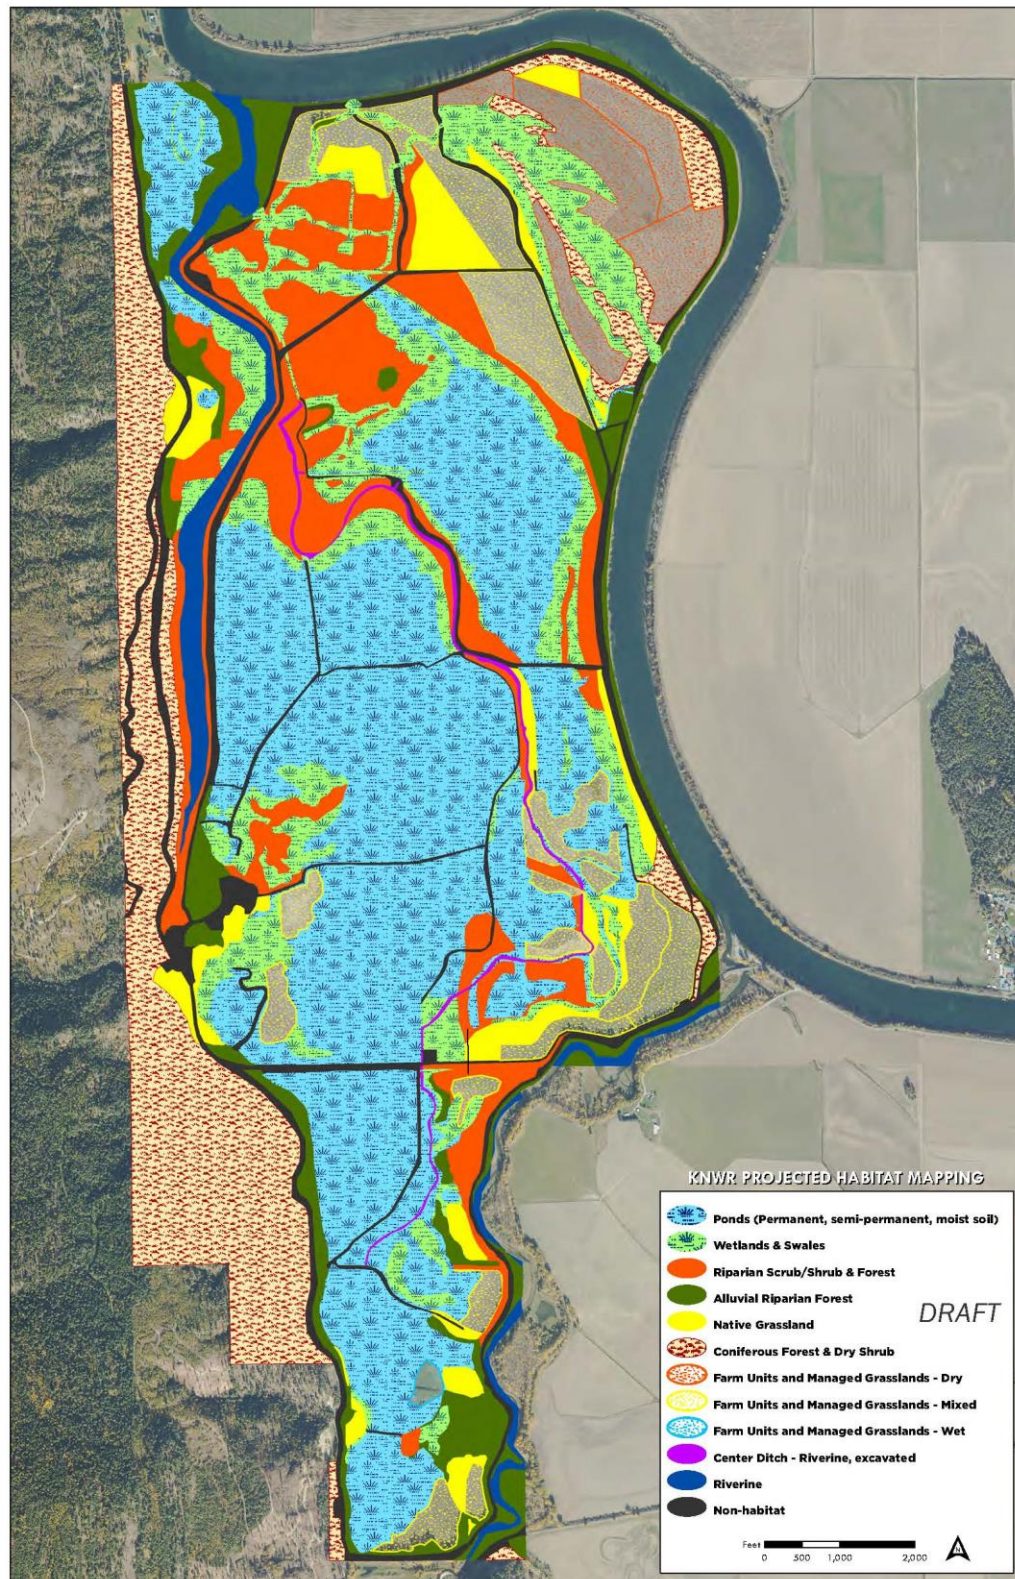 KNWR PROJECTED HABITAT MAPPING
Ponds (Permanent, semi-permanent, moist soil)
Wetlands & Swales
Riparian Scrub/Shrub & Forest
Alluvial Riparian Forest
DRAFT
Native Grassland
Coniferous Forest & Dry Shrub
Farm Units and Managed Grasslands - Dry
Farm Units and Managed Grasslands - Mixed
Farm Units and Managed Grasslands - Wet
Center Ditch - Riverine, excavated
Riverine
Non-habitat
Feet
0 500 1,000 2,000
N